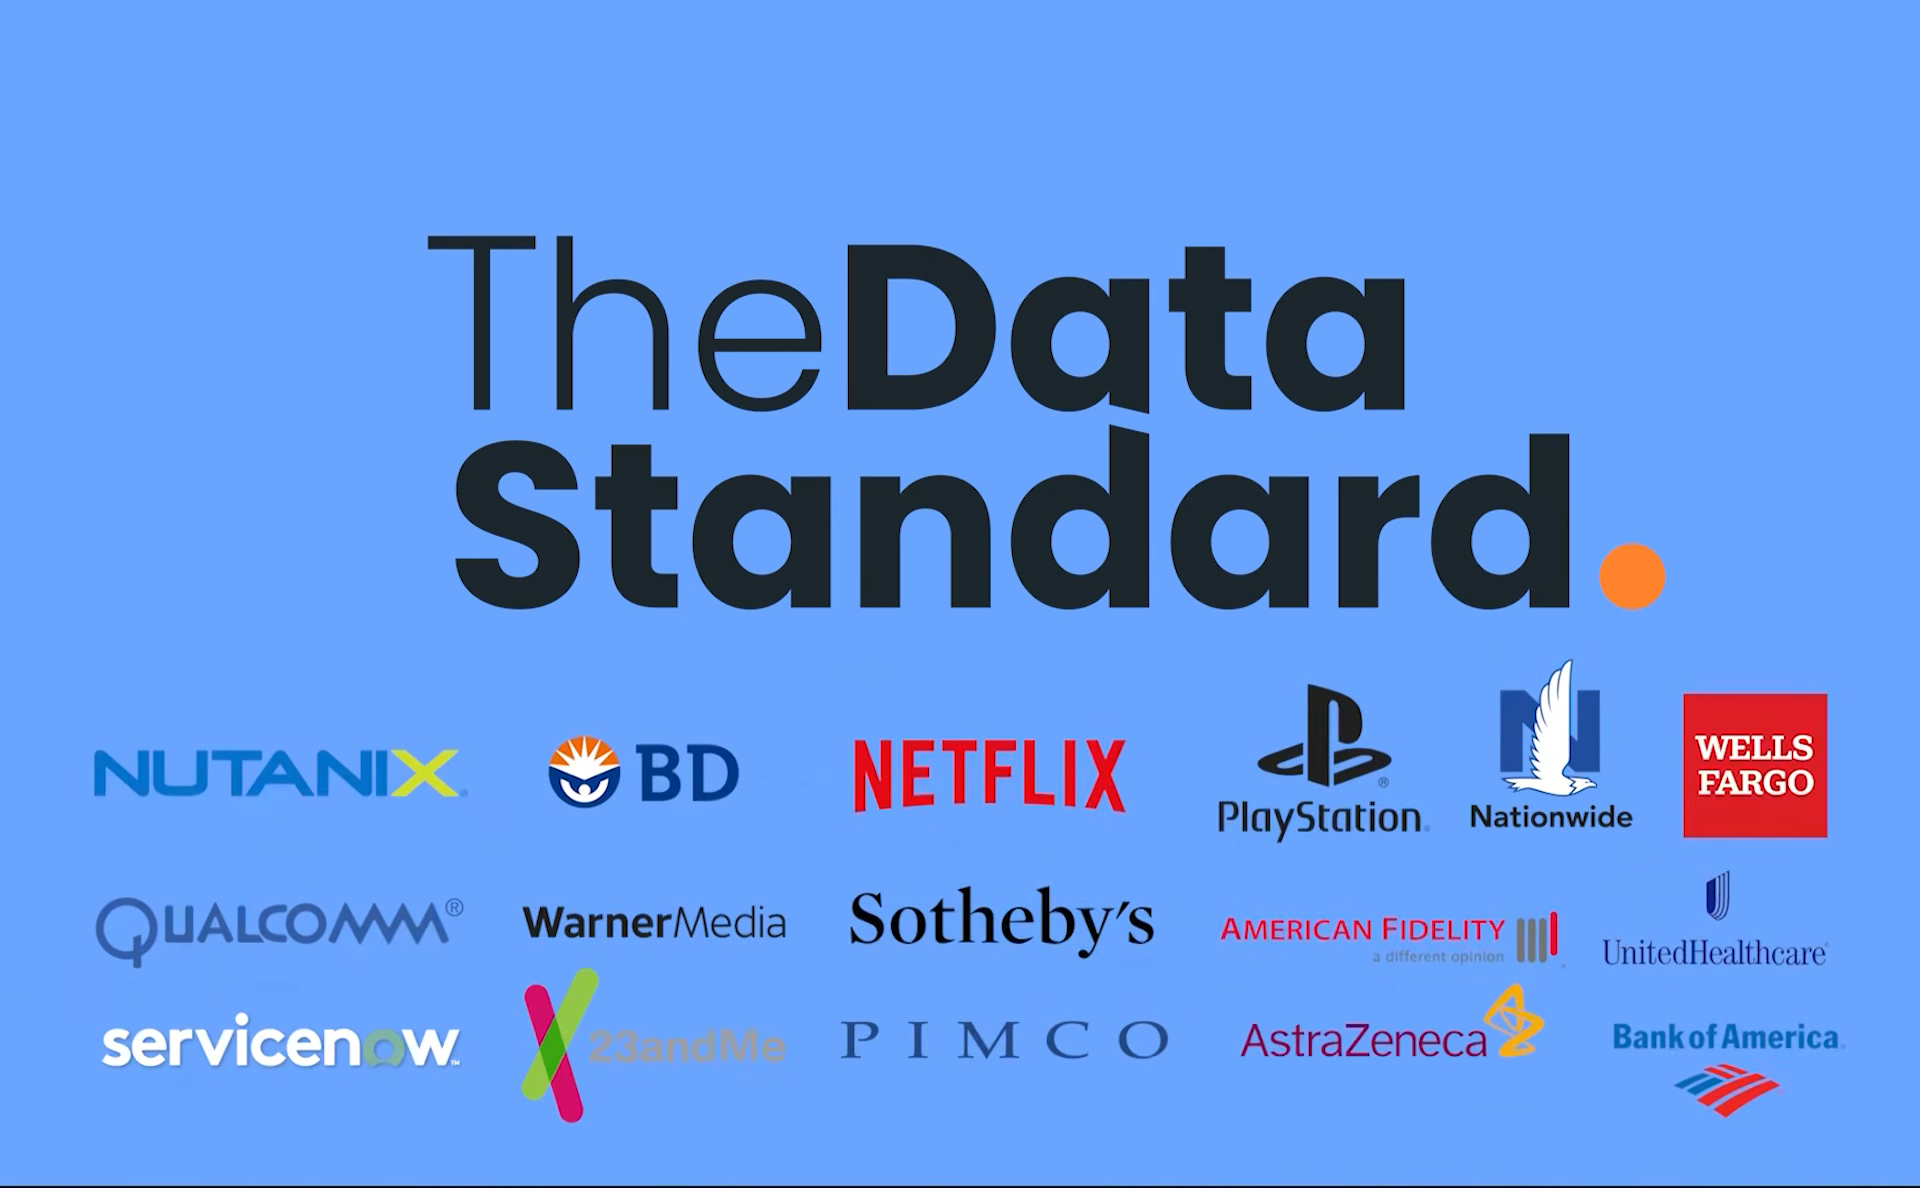 TheData
Standard.
NUTANIX
BD
NETFLIX
PlayStation®
Nationwide
WELLS
FARGO
QUALCOMM®
WarnerMedia
Sotheby's
AMERICAN FIDELITY
a different opinion
UnitedHealthcare
servicenow™
23andMe
PIMCO
AstraZeneca
Bank of America